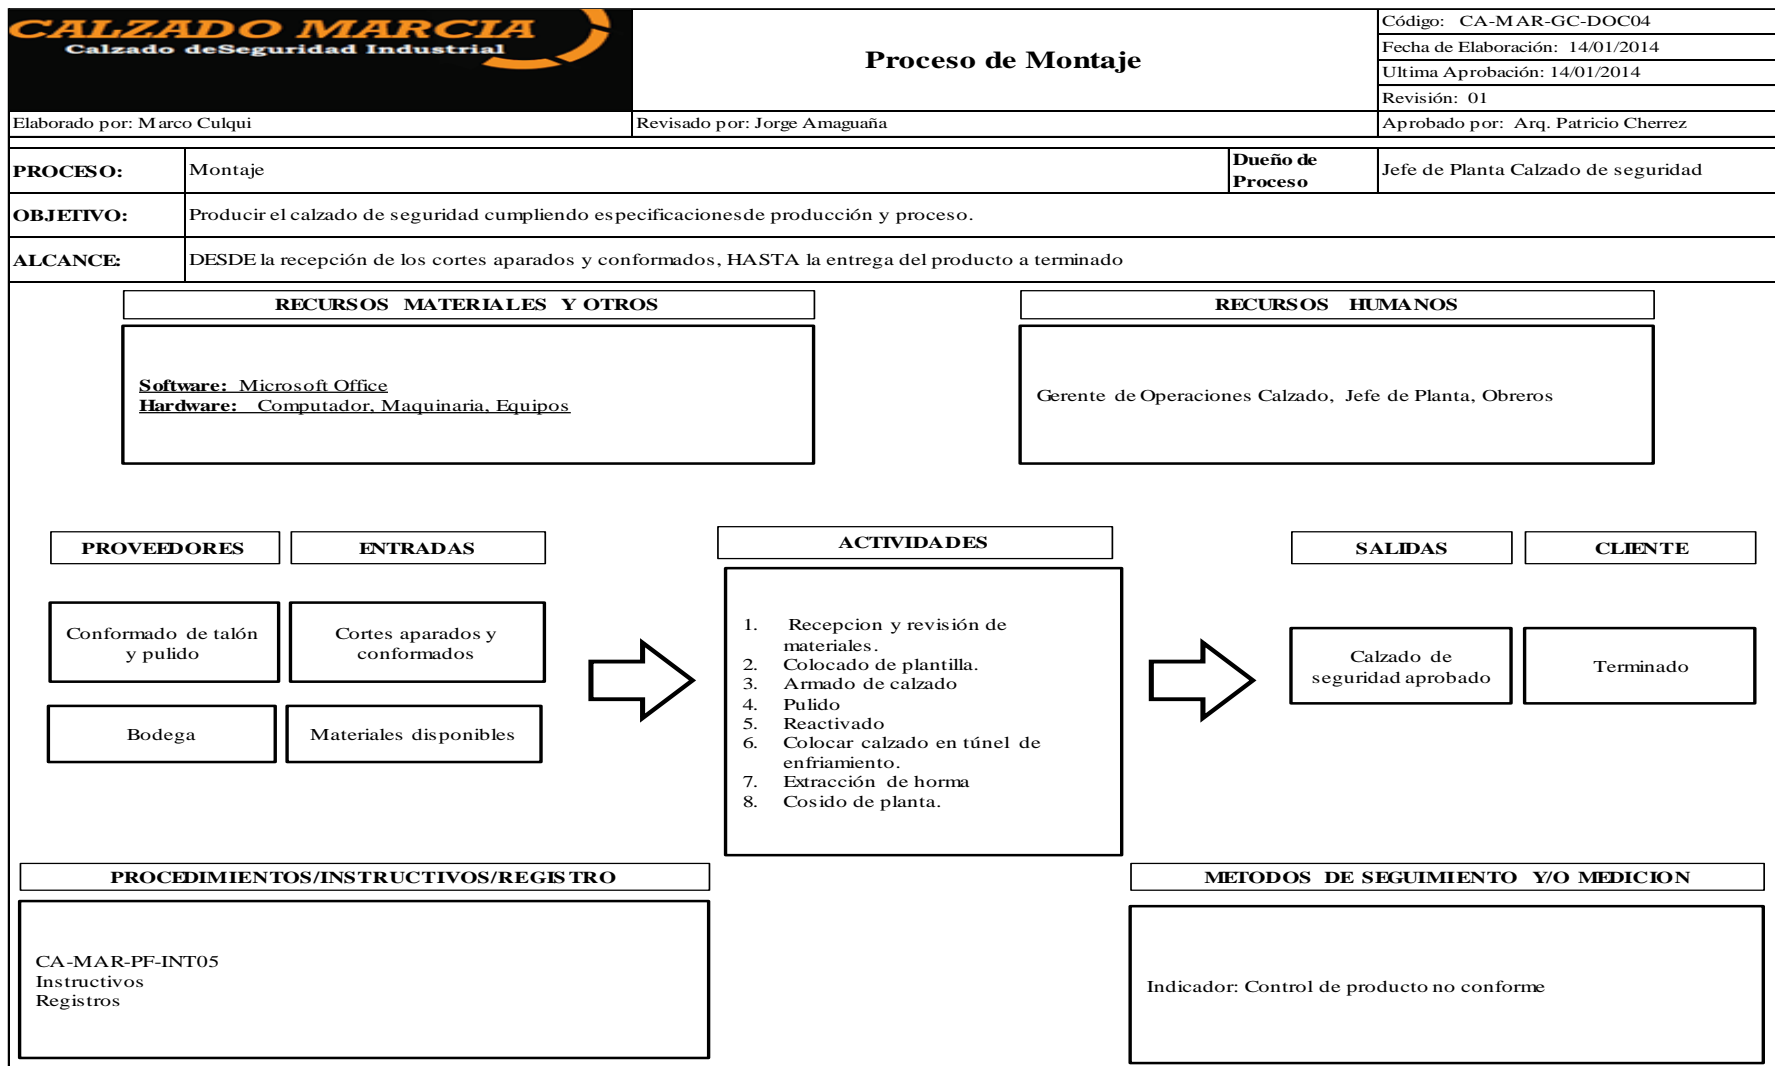 CALZADO MARCIA
Calzado deSeguridad Industrial
Proceso de Montaje
Código: CA-MAR-GC-DOC04
Fecha de Elaboración: 14/01/2014
Ultima Aprobación: 14/01/2014
Revisión: 01
Elaborado por: Marco Culqui
Revisado por: Jorge Amaguaña
Aprobado por: Arq. Patricio Cherrez
PROCESO:
Montaje
Dueño de
Proceso
Jefe de Planta Calzado de seguridad
OBJETIVO:
Producir el calzado de seguridad cumpliendo especificacionesde producción y proceso.
ALCANCE:
DESDE la recepción de los cortes aparados y conformados, HASTA la entrega del producto a terminado
RECURSOS MATERIALES Y OTROS
Software: Microsoft Office
Hardware: Computador, Maquinaria, Equipos
RECURSOS HUMANOS
Gerente de Operaciones Calzado, Jefe de Planta, Obreros
PROVEEDORES
ENTRADAS
ACTIVIDADES
SALIDAS
CLIENTE
Conformado de talón
y pulido
Cortes aparados y
conformados
Bodega
Materiales disponibles
1. Recepcion y revisión de
materiales.
2. Colocado de plantilla.
3. Armado de calzado
4. Pulido
5. Reactivado
6. Colocar calzado en túnel de
enfriamiento.
7. Extracción de horma
8. Cosido de planta.
Calzado de
seguridad aprobado
Terminado
PROCEDIMIENTOS/INSTRUCTIVOS/REGISTRO
CA-MAR-PF-INT05
Instructivos
Registros
METODOS DE SEGUIMIENTO Y/O MEDICION
Indicador: Control de producto no conforme